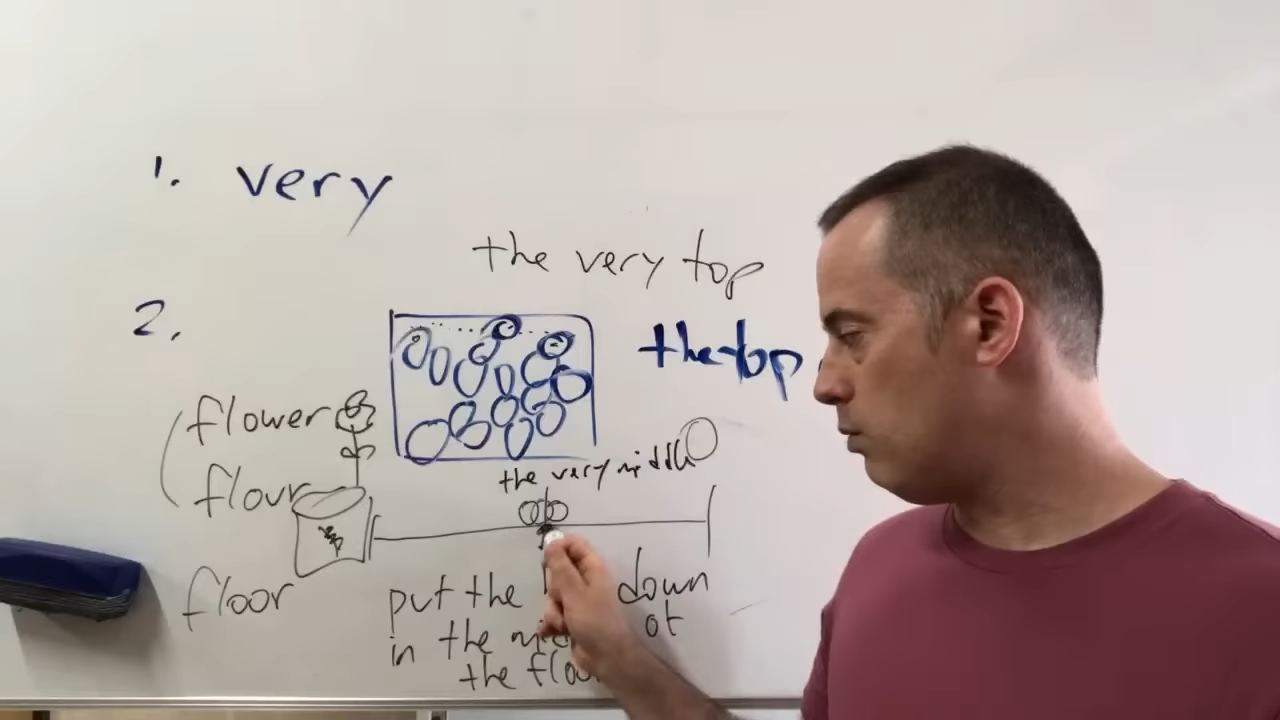 1. very
the very top
2.
the top
flower
flour
the very middle
floor
put the down
in the of
the